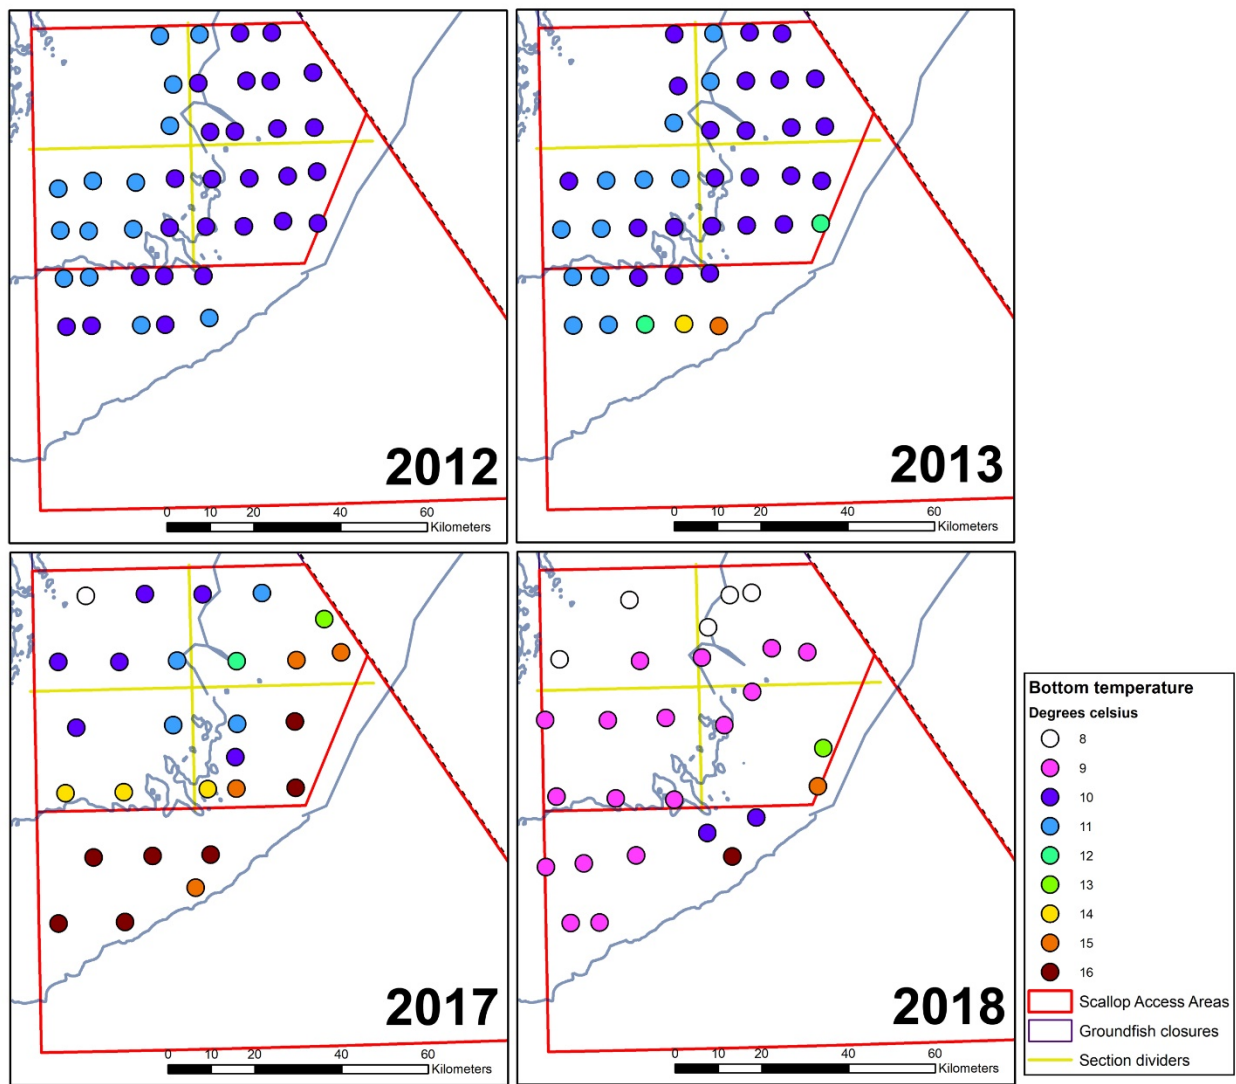 2012
0 10 20 40 60
Kilometers
2013
0 10 20 40 60
Kilometers
2017
0 10 20 40 60
Kilometers
2018
0 10 20 40 60
Kilometers
Bottom temperature
Degrees celsius
8
9
10
11
12
13
14
15
16
Scallop Access Areas
Groundfish closures
Section dividers